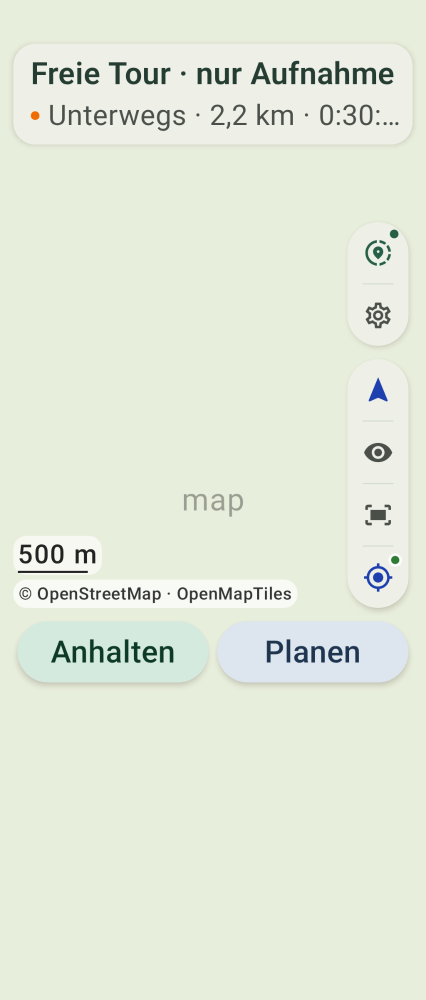 Freie Tour · nur Aufnahme
Unterwegs · 2,2 km · 0:30:…
map
500 m
© OpenStreetMap · OpenMapTiles
Anhalten
Planen